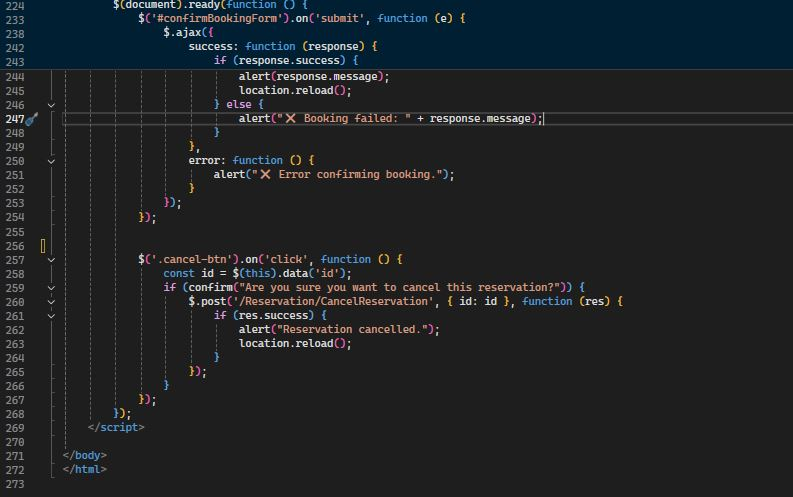 224 $(document).ready(function () {
233 $('#confirmBookingForm').on('submit', function (e) {
238 $.ajax({
242 success: function (response) {
243 if (response.success) {
244 alert(response.message);
245 location.reload();
246 } else {
247 alert("❌ Booking failed: " + response.message);
248 }
249 },
250 error: function () {
251 alert("❌ Error confirming booking.");
252 }
253 });
254 });
255
256
257 $('.cancel-btn').on('click', function () {
258 const id = $(this).data('id');
259 if (confirm("Are you sure you want to cancel this reservation?")) {
260 $.post('/Reservation/CancelReservation', { id: id }, function (res) {
261 if (res.success) {
262 alert("Reservation cancelled.");
263 location.reload();
264 }
265 });
266 }
267 });
268 });
269 </script>
270
271 </body>
272 </html>
273